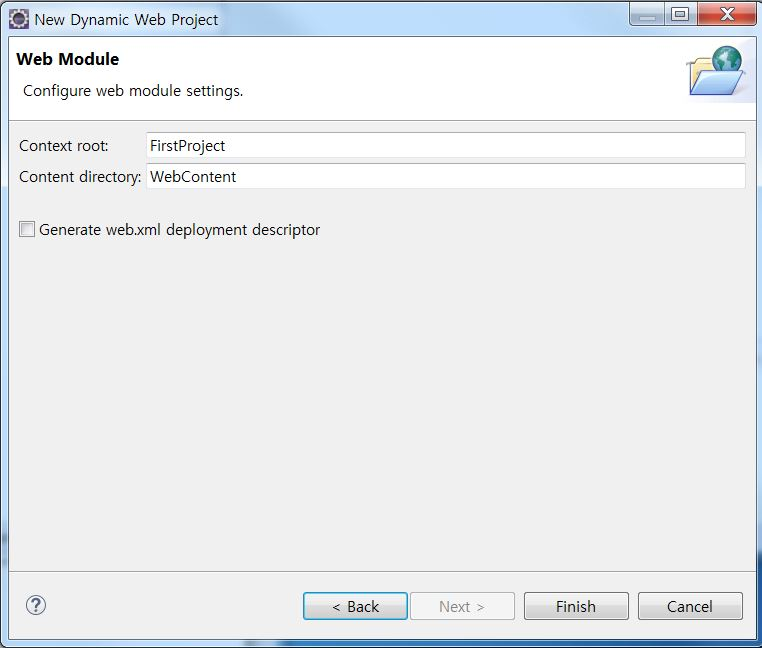 New Dynamic Web Project
Web Module
Configure web module settings.
Context root: FirstProject
Content directory: WebContent
Generate web.xml deployment descriptor
? < Back Next > Finish Cancel